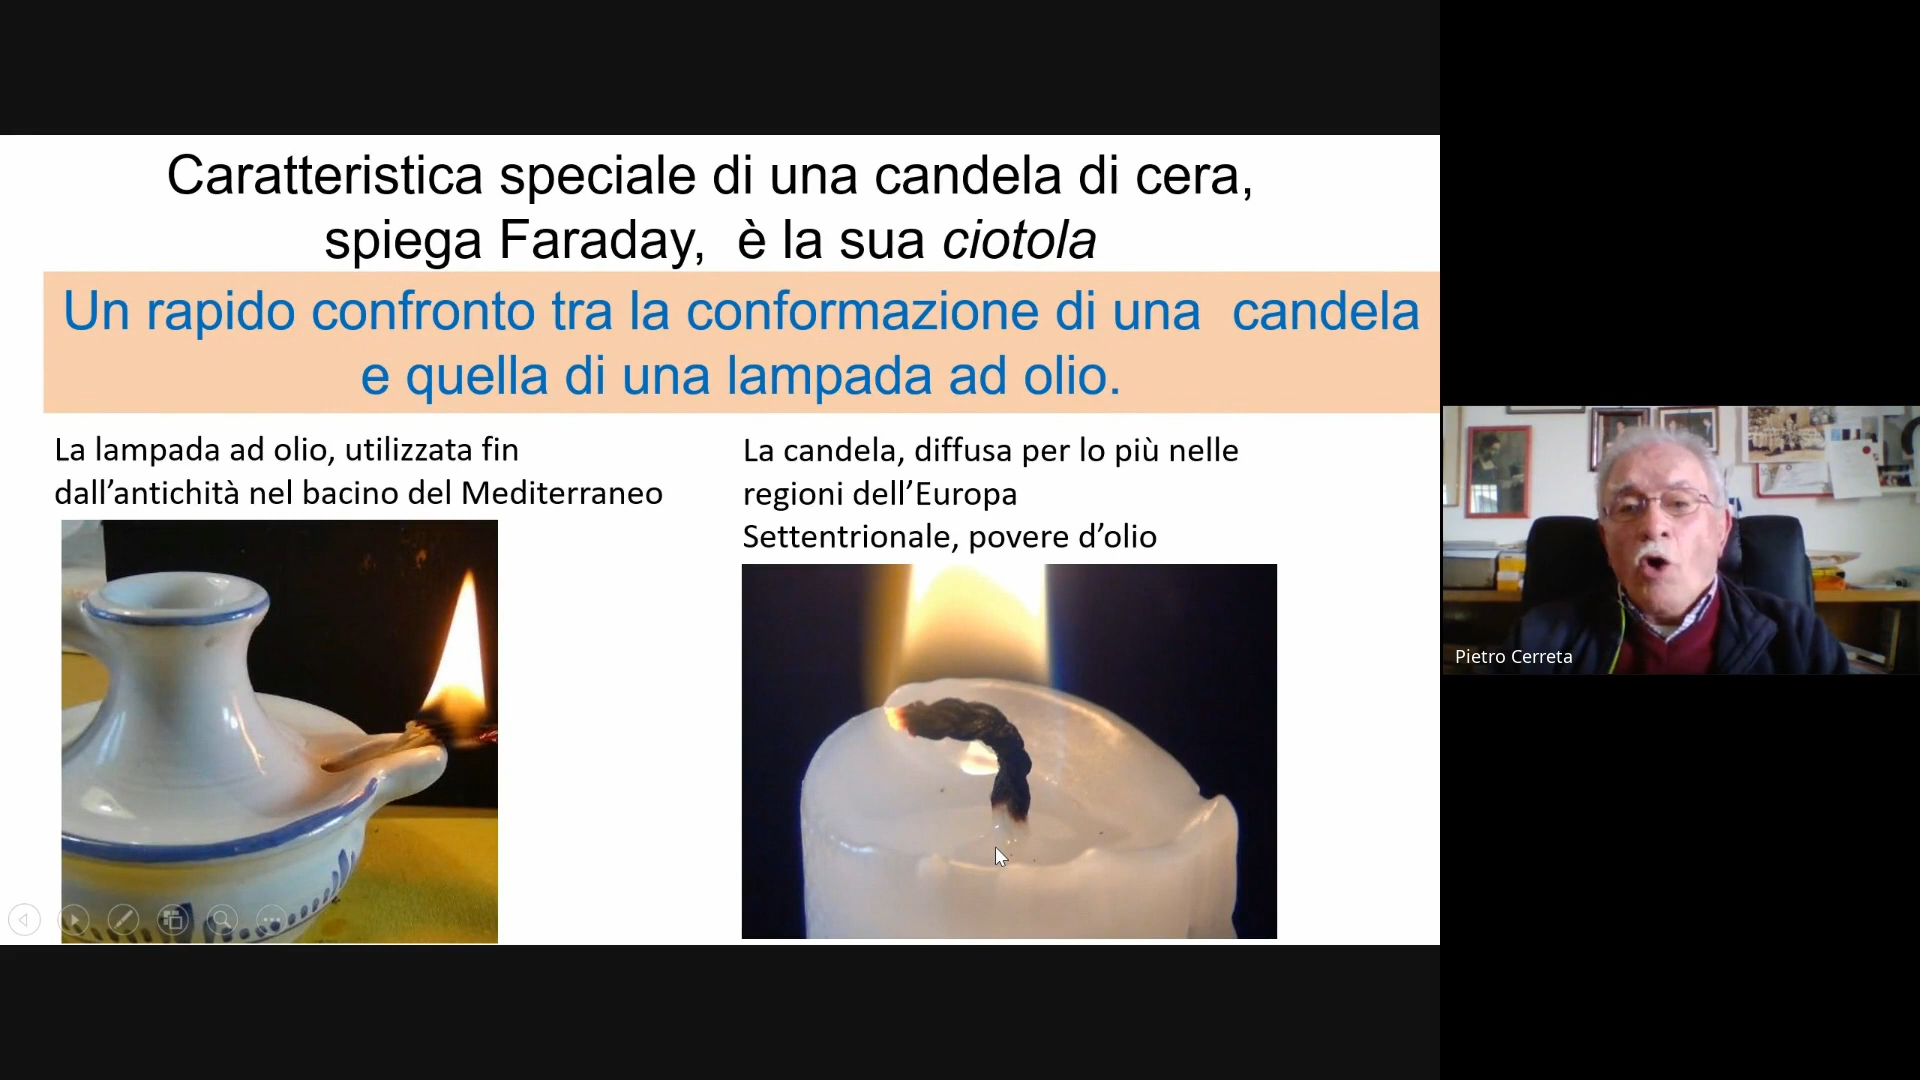 Caratteristica speciale di una candela di cera,
spiega Faraday, è la sua ciotola
Un rapido confronto tra la conformazione di una candela
e quella di una lampada ad olio.
La lampada ad olio, utilizzata fin
dall’antichità nel bacino del Mediterraneo
La candela, diffusa per lo più nelle
regioni dell’Europa
Settentrionale, povere d’olio
Pietro Cerreta